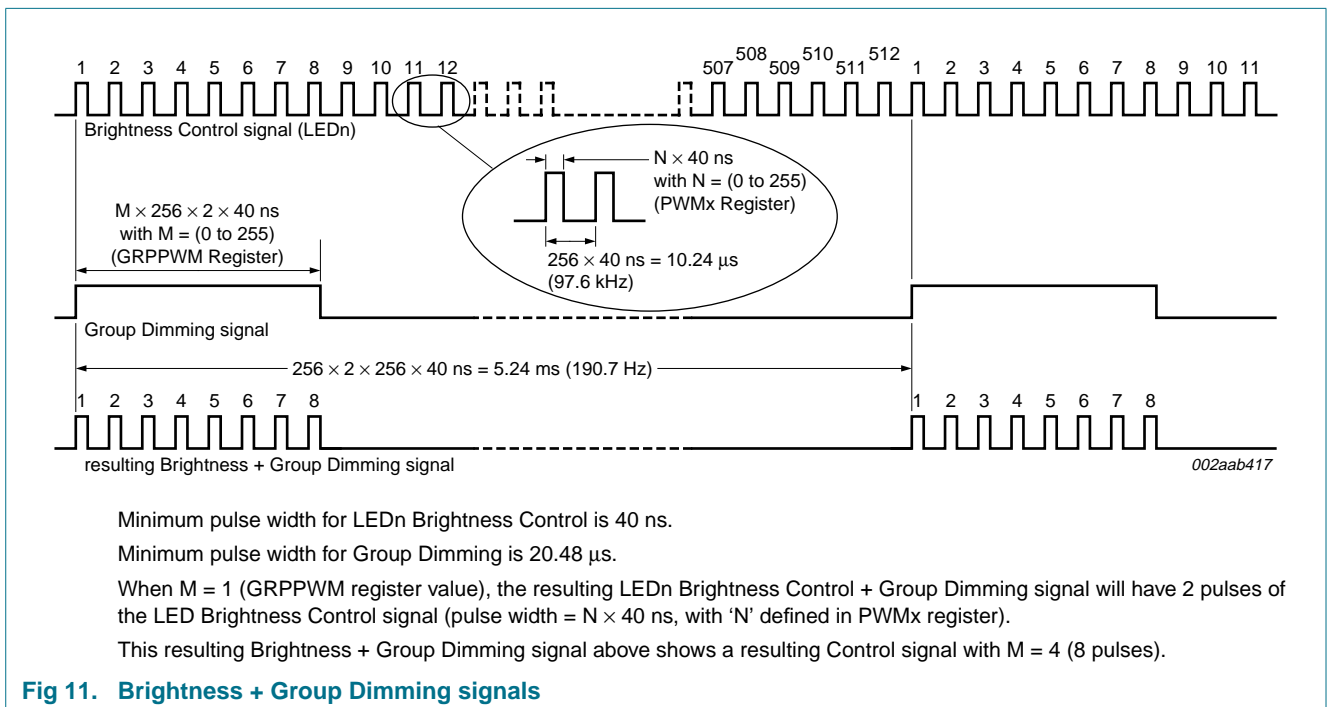 1 2 3 4 5 6 7 8 9 10 11 12 507 508 509 510 511 512 1 2 3 4 5 6 7 8 9 10 11
Brightness Control signal (LEDn)
N × 40 ns
with N = (0 to 255)
(PWMx Register)
256 × 40 ns = 10.24 μs
(97.6 kHz)
M × 256 × 2 × 40 ns
with M = (0 to 255)
(GRPPWM Register)
Group Dimming signal
256 × 2 × 256 × 40 ns = 5.24 ms (190.7 Hz)
1 2 3 4 5 6 7 8 1 2 3 4 5 6 7 8
resulting Brightness + Group Dimming signal
002aab417
Minimum pulse width for LEDn Brightness Control is 40 ns.
Minimum pulse width for Group Dimming is 20.48 μs.
When M = 1 (GRPPWM register value), the resulting LEDn Brightness Control + Group Dimming signal will have 2 pulses of
the LED Brightness Control signal (pulse width = N × 40 ns, with ‘N’ defined in PWMx register).
This resulting Brightness + Group Dimming signal above shows a resulting Control signal with M = 4 (8 pulses).
Fig 11. Brightness + Group Dimming signals